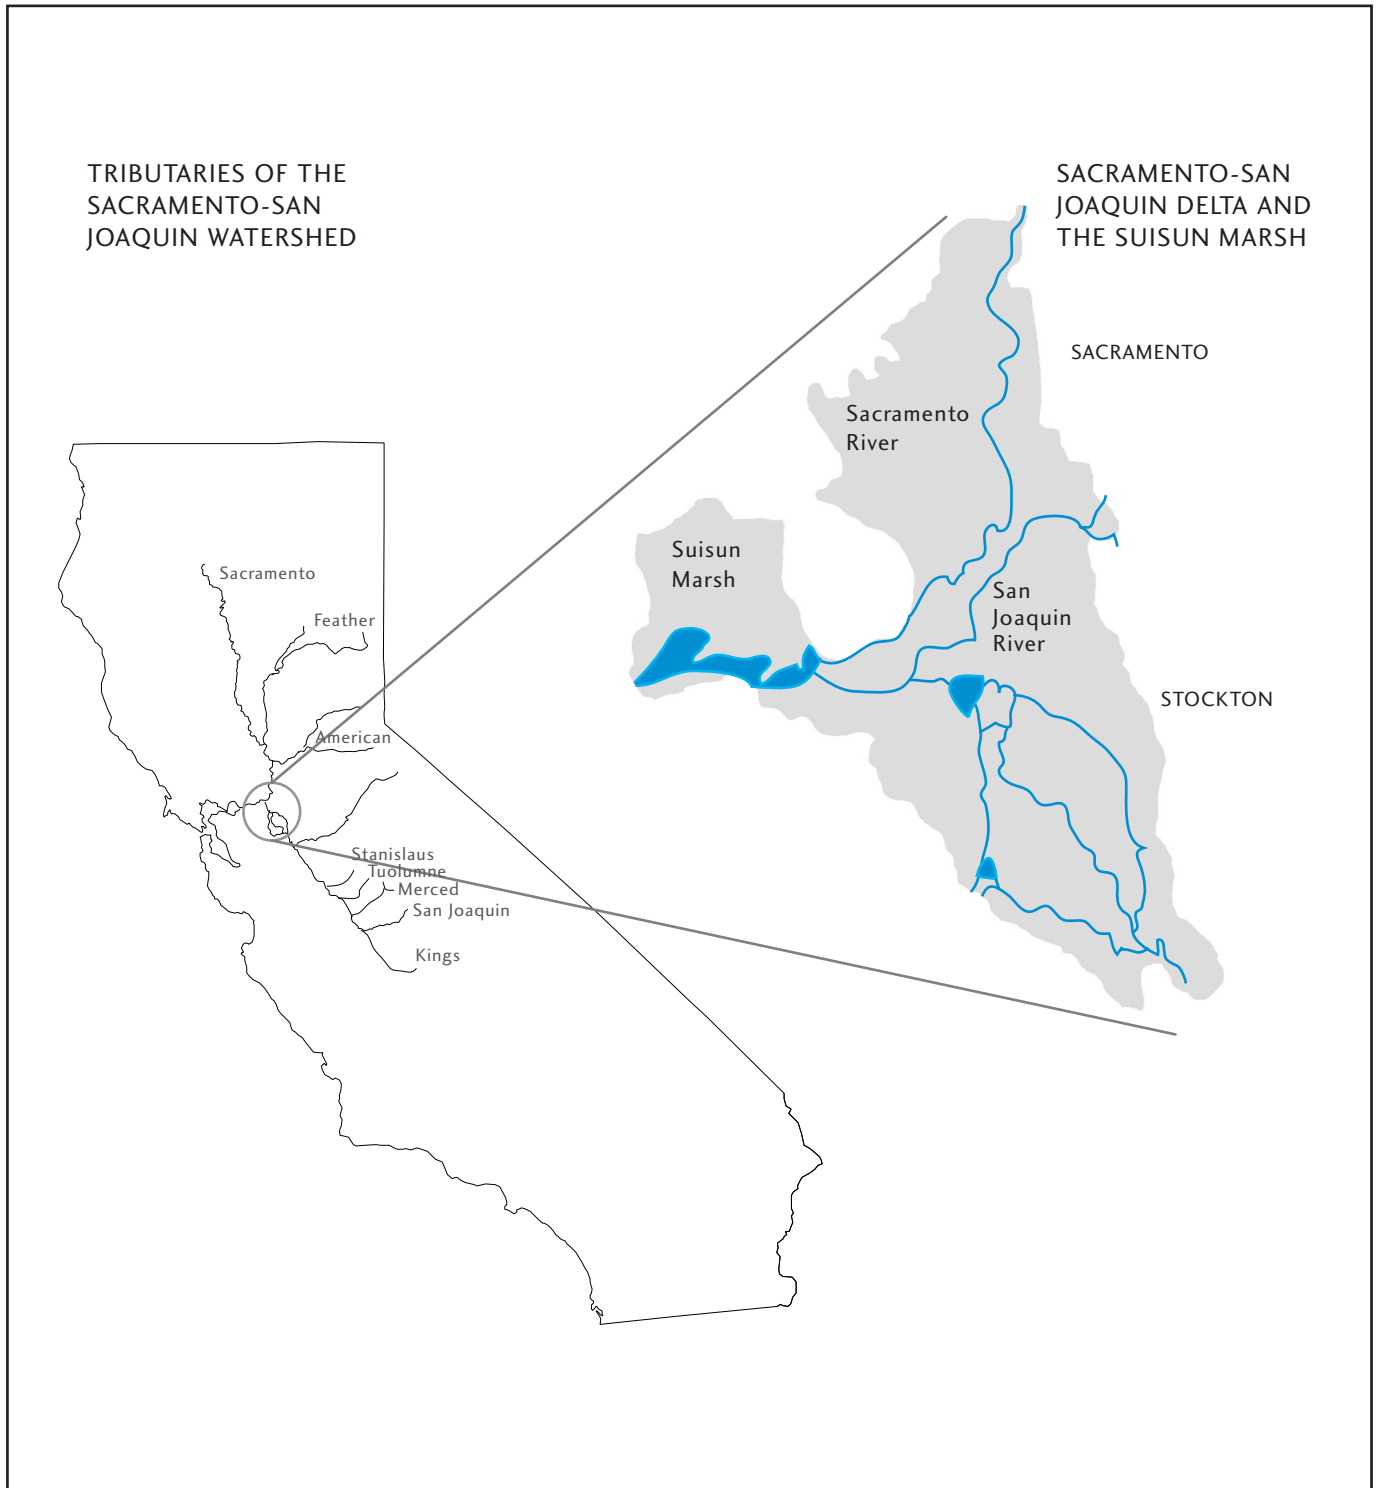 TRIBUTARIES OF THE
SACRAMENTO-SAN
JOAQUIN WATERSHED
SACRAMENTO-SAN
JOAQUIN DELTA AND
THE SUISUN MARSH
SACRAMENTO
Sacramento
River
Suisun
Marsh
San
Joaquin
River
STOCKTON
Sacramento
Feather
American
Stanislaus
Tuolumne
Merced
San Joaquin
Kings